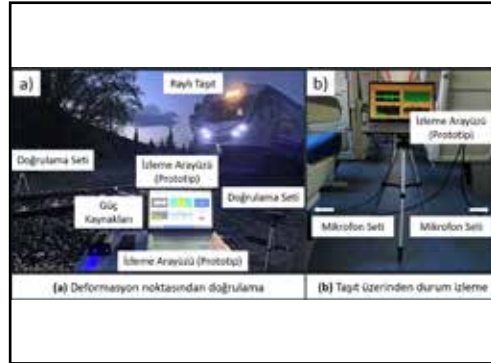 a)
Raylı Taşıt
Doğrulama Seti
İzleme Arayüzü
(Prototip)
Doğrulama Seti
Güç
Kaynakları
İzleme Arayüzü (Prototip)
(a) Deformasyon noktasından doğrulama
b)
İzleme Arayüzü
(Prototip)
Mikrofon Seti
Mikrofon Seti
(b) Taşıt üzerinden durum izleme